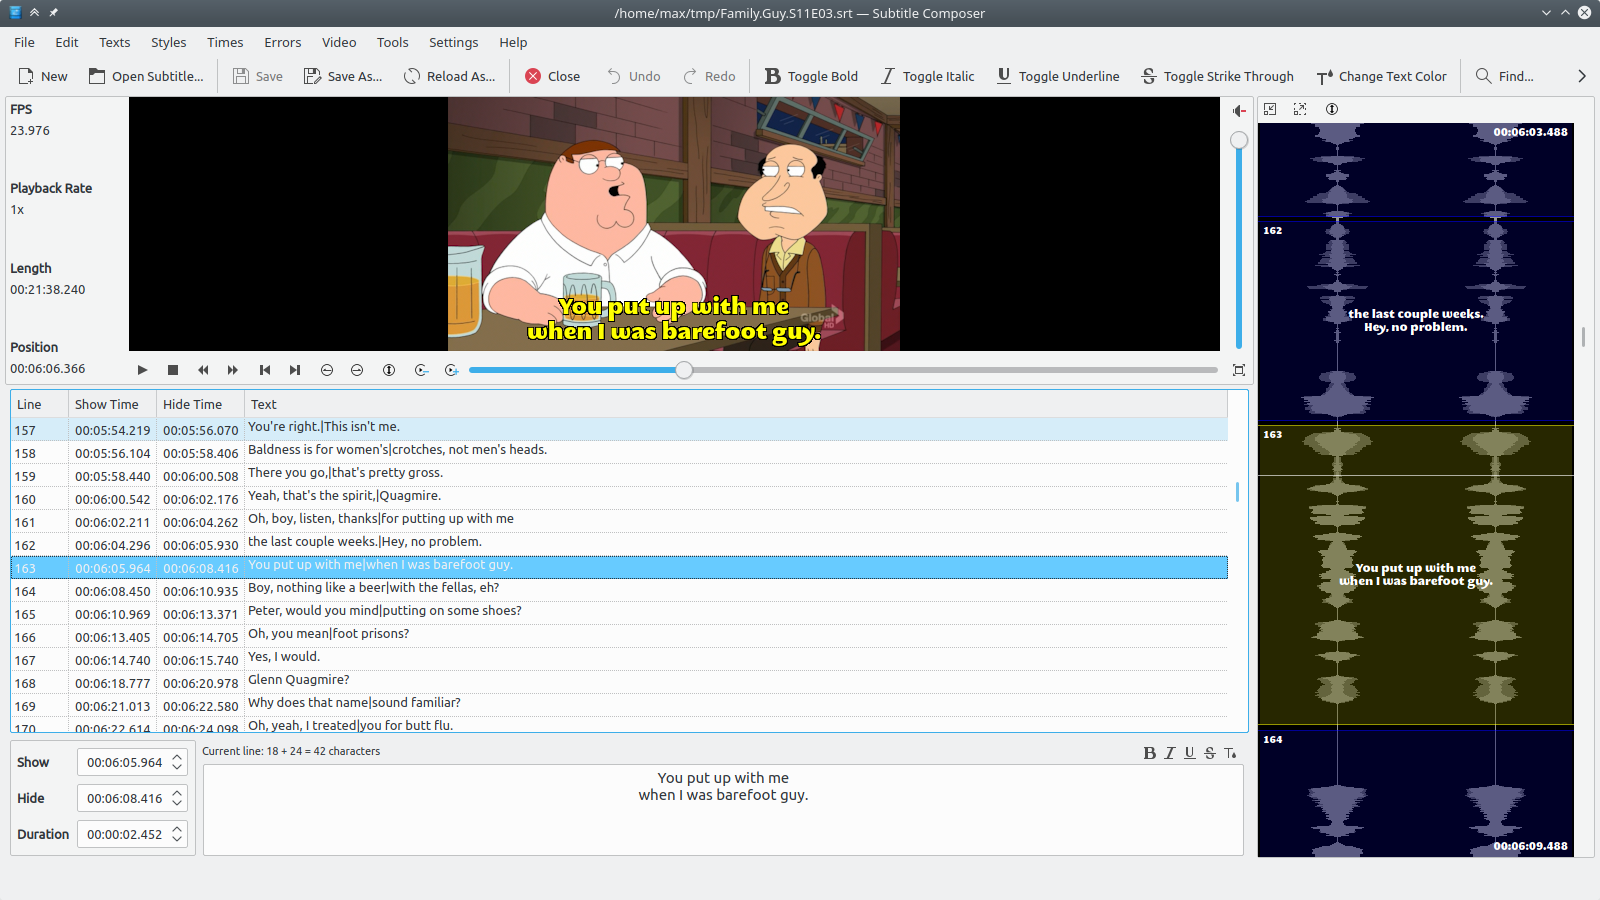 /home/max/tmp/Family.Guy.S11E03.srt — Subtitle Composer
File Edit Texts Styles Times Errors Video Tools Settings Help
New Open Subtitle... Save Save As... Reload As... Close Undo Redo B Toggle Bold I Toggle Italic U Toggle Underline S Toggle Strike Through T Change Text Color Find...
FPS
23.976
Playback Rate
1x
Length
00:21:38.240
Position
00:06:06.366
You put up with me
when I was barefoot guy.
Global
HD
Line Show Time Hide Time Text
157 00:05:54.219 00:05:56.070 You're right.|This isn't me.
158 00:05:56.104 00:05:58.406 Baldness is for women's|crotches, not men's heads.
159 00:05:58.440 00:06:00.508 There you go,|that's pretty gross.
160 00:06:00.542 00:06:02.176 Yeah, that's the spirit,|Quagmire.
161 00:06:02.211 00:06:04.262 Oh, boy, listen, thanks|for putting up with me
162 00:06:04.296 00:06:05.930 the last couple weeks.|Hey, no problem.
163 00:06:05.964 00:06:08.416 You put up with me|when I was barefoot guy.
164 00:06:08.450 00:06:10.935 Boy, nothing like a beer|with the fellas, eh?
165 00:06:10.969 00:06:13.371 Peter, would you mind|putting on some shoes?
166 00:06:13.405 00:06:14.705 Oh, you mean|foot prisons?
167 00:06:14.740 00:06:15.740 Yes, I would.
168 00:06:18.777 00:06:20.978 Glenn Quagmire?
169 00:06:21.013 00:06:22.580 Why does that name|sound familiar?
170 00:06:22.614 00:06:24.098 Oh, yeah, I treated|you for butt flu.
Show 00:06:05.964
Hide 00:06:08.416
Duration 00:00:02.452
Current line: 18 + 24 = 42 characters
B I U S T
You put up with me
when I was barefoot guy.
00:06:03.488
162
the last couple weeks.
Hey, no problem.
163
You put up with me
when I was barefoot guy.
164
00:06:09.488